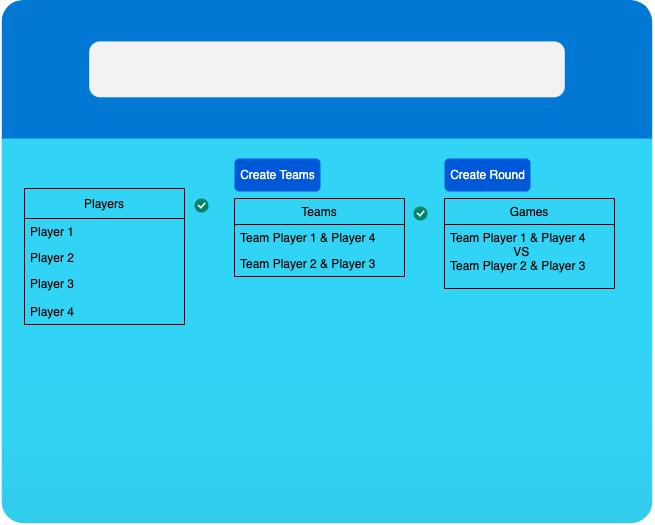 Create Teams
Create Round
Players
Teams
Games
Player 1
Player 2
Player 3
Player 4
Team Player 1 & Player 4
Team Player 2 & Player 3
Team Player 1 & Player 4
VS
Team Player 2 & Player 3